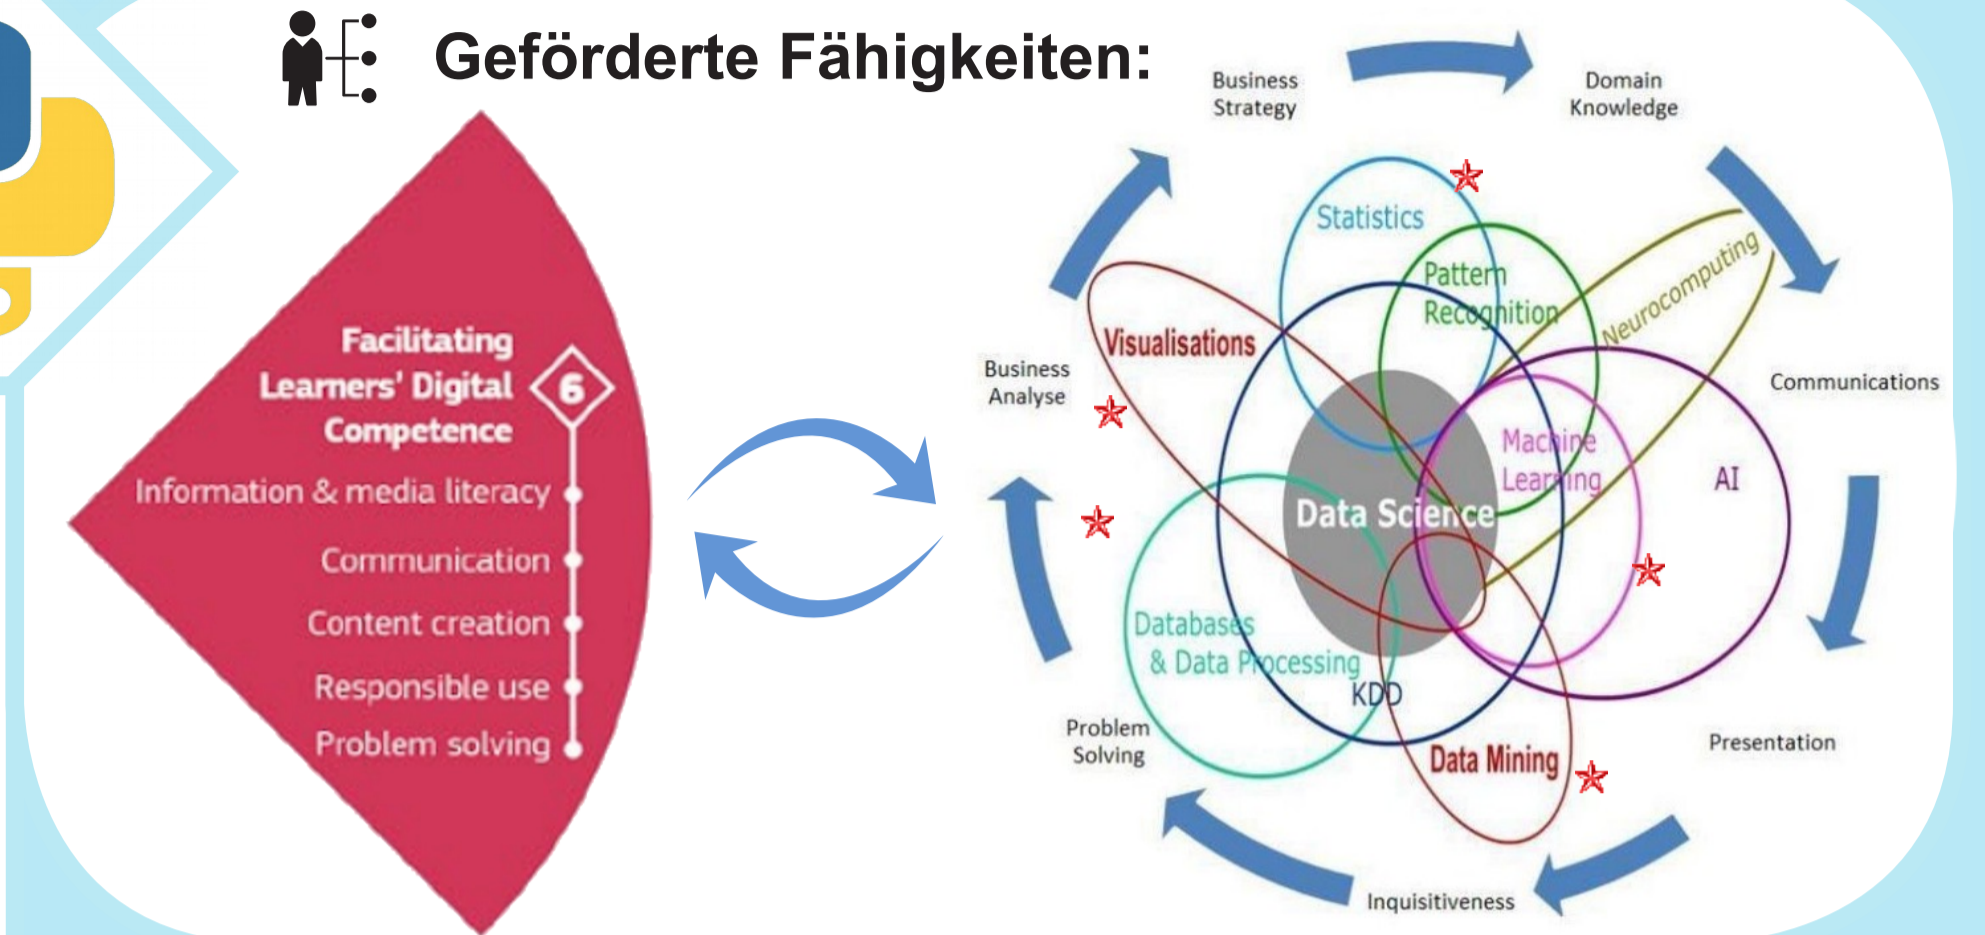 Geförderte Fähigkeiten:
Facilitating
Learners' Digital
Competence
6
Information & media literacy
Communication
Content creation
Responsible use
Problem solving
Business
Strategy
Domain
Knowledge
Communications
Presentation
Inquisitiveness
Problem
Solving
Business
Analyse
Statistics
Pattern
Recognition
Neurocomputing
Visualisations
Machine
Learning
AI
Data Science
Databases
& Data Processing
KDD
Data Mining